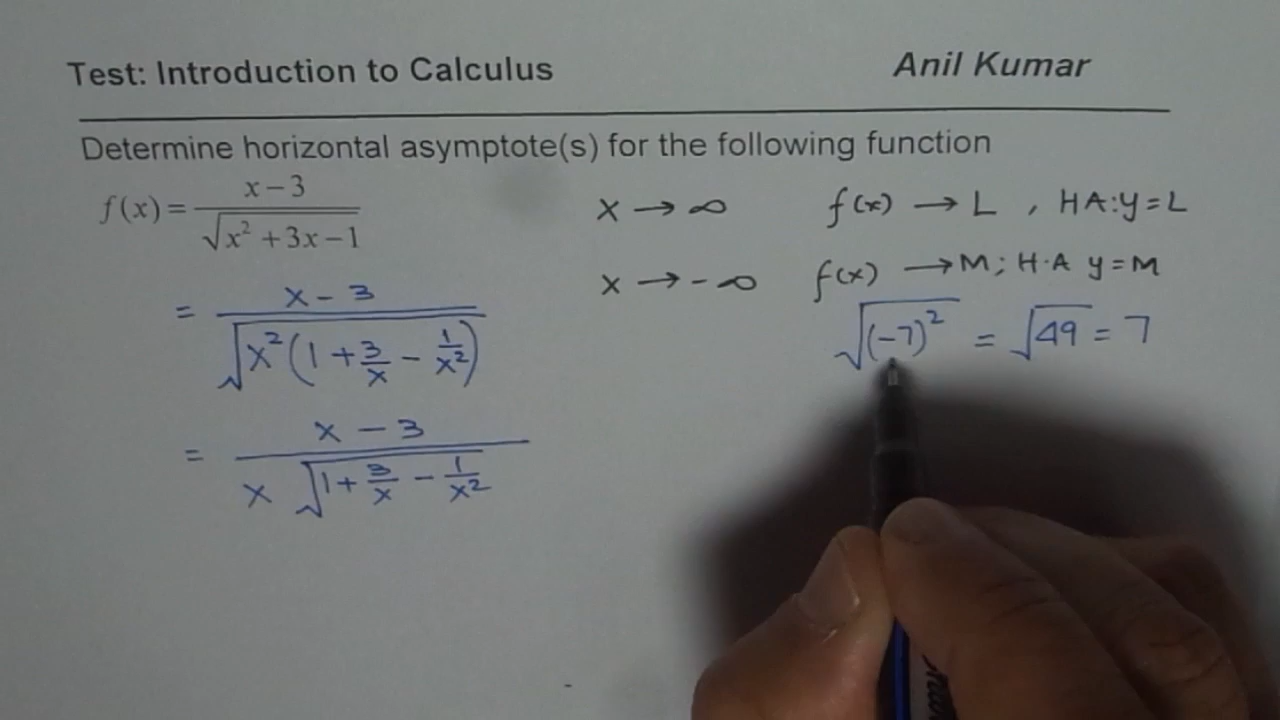 Test: Introduction to Calculus
Anil Kumar
Determine horizontal asymptote(s) for the following function
f(x) = (x − 3) / √(x² + 3x − 1)
x → ∞ f(x) → L , HA: y = L
x → −∞ f(x) → M ; H.A y = M
= (x − 3) / √(x² (1 + 3/x − 1/x²))
√(−7)² = √49 = 7
= (x − 3) / x √(1 + 3/x − 1/x²)